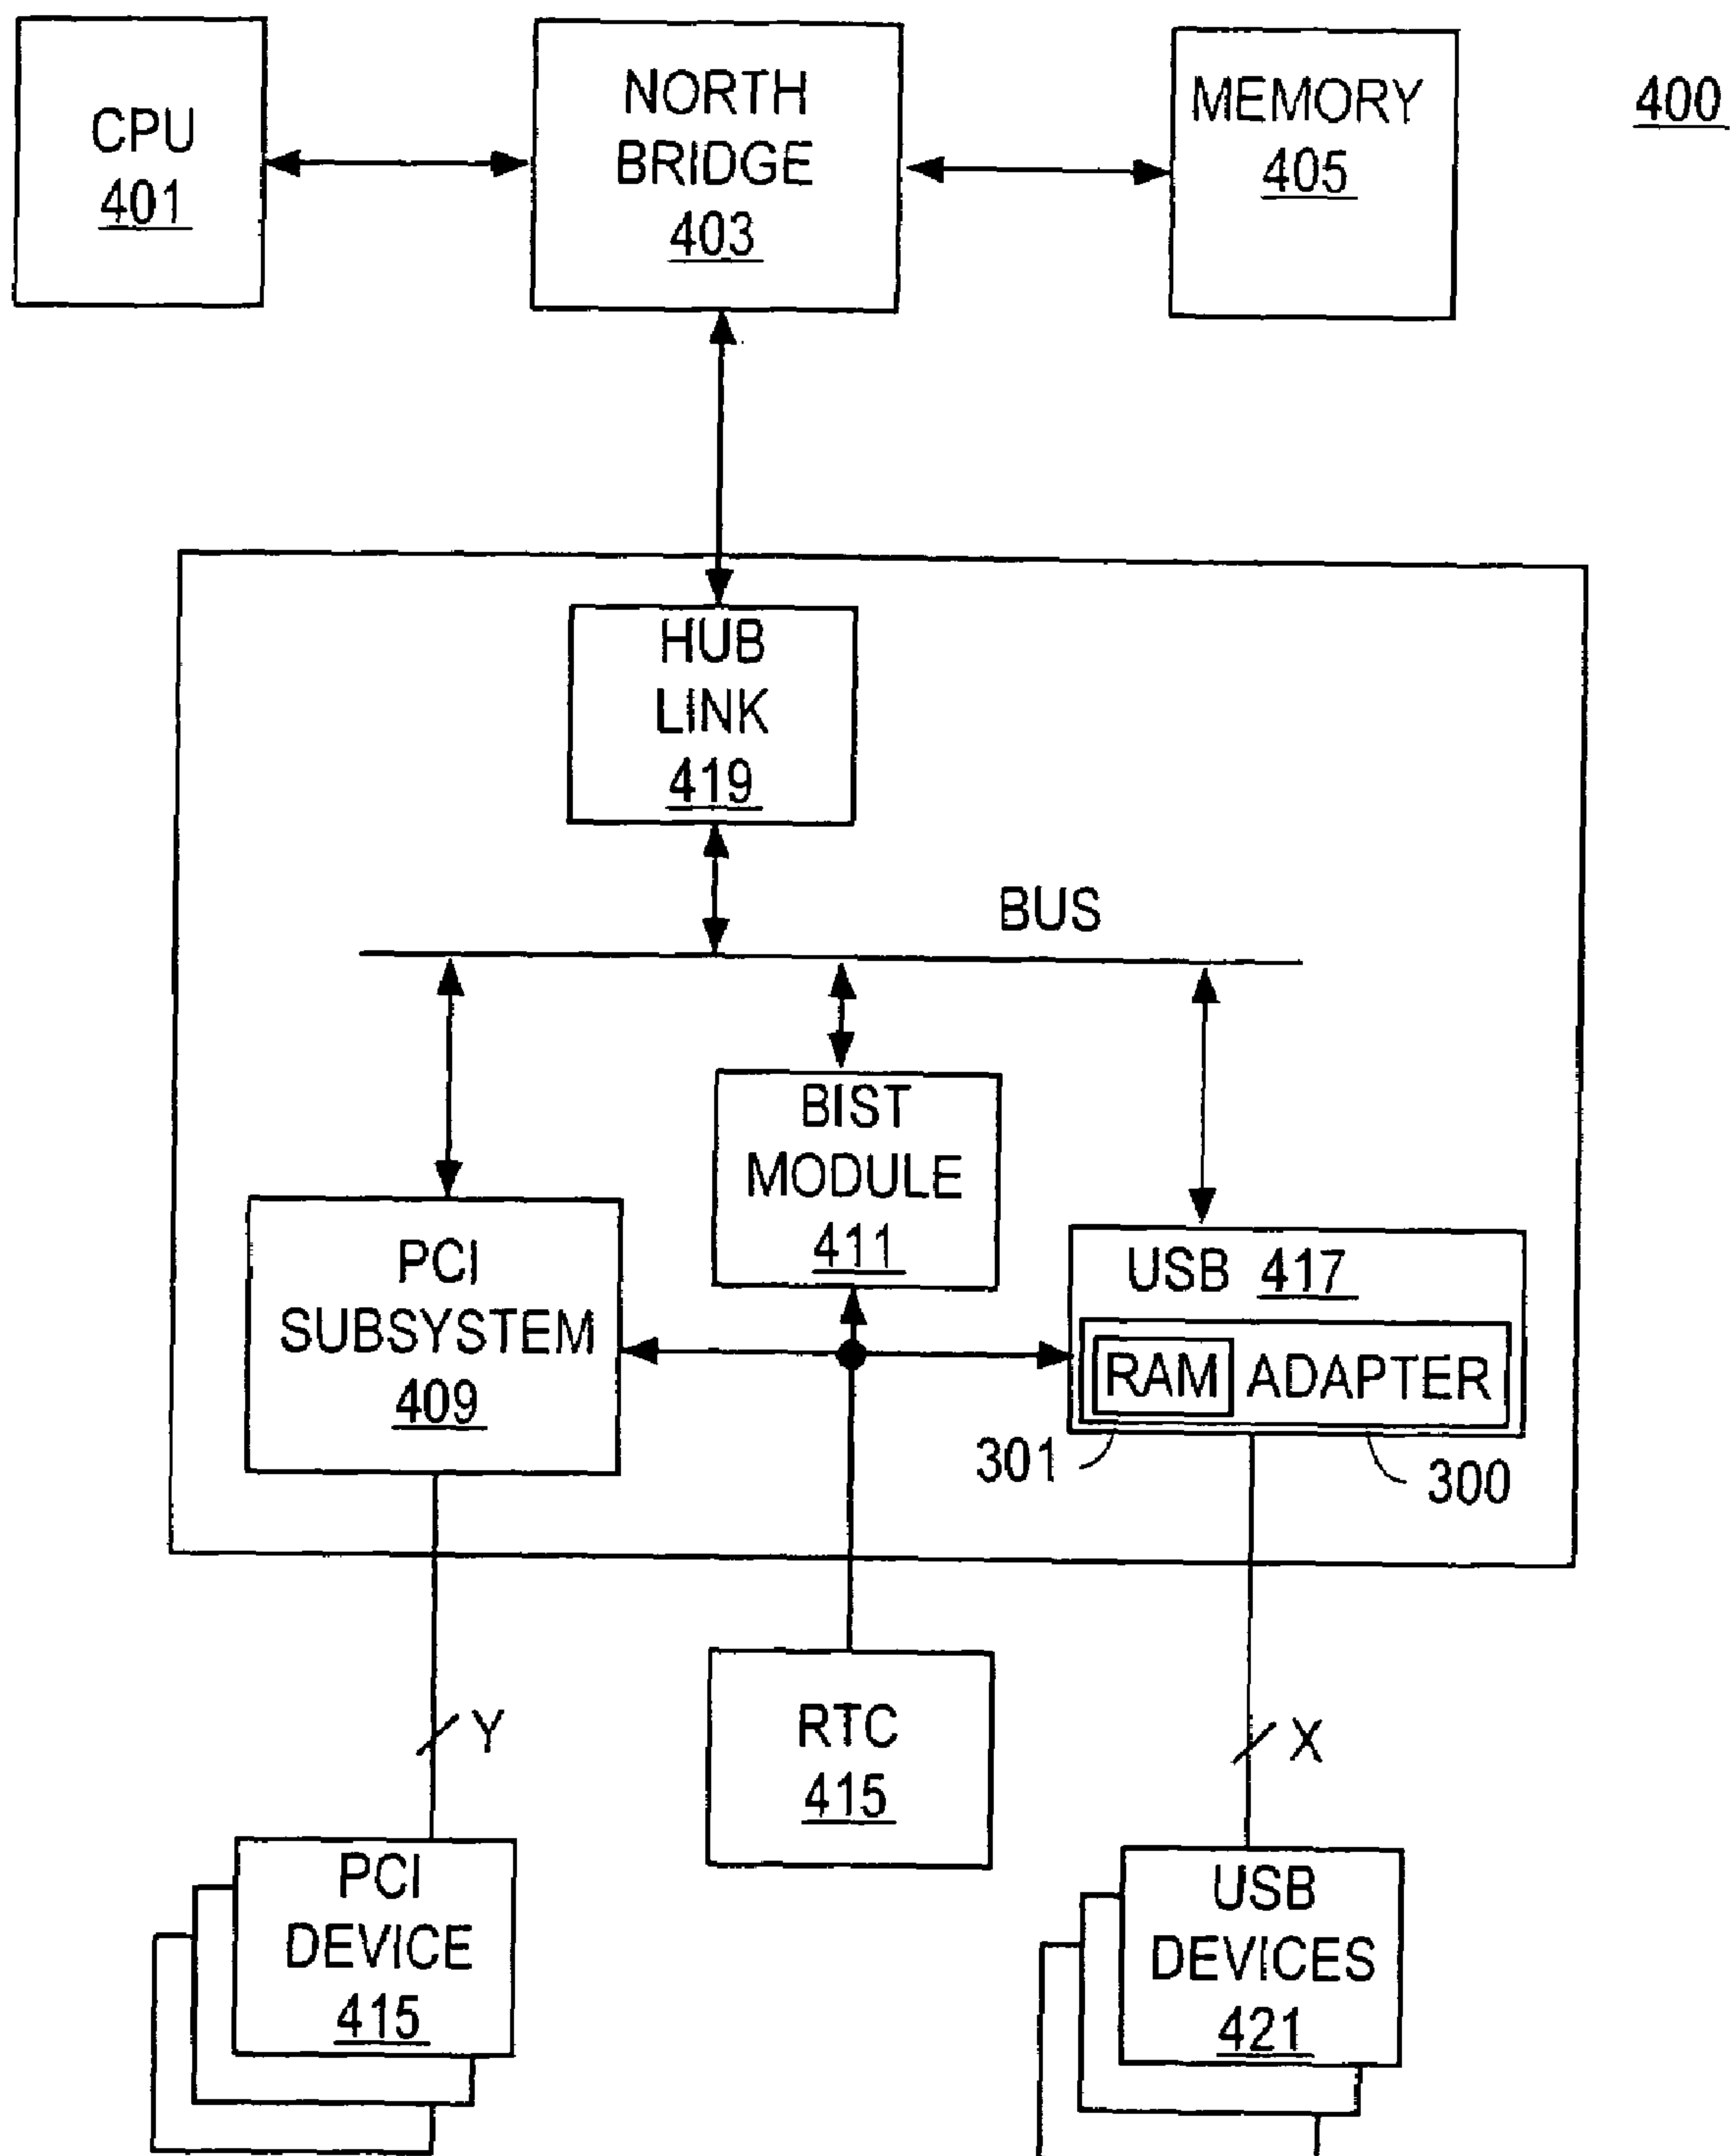 CPU
401
NORTH
BRIDGE
403
MEMORY
405
400
HUB
LINK
419
BUS
BIST
MODULE
411
PCI
SUBSYSTEM
409
USB 417
RAM ADAPTER
301
300
Y
RTC
415
X
PCI
DEVICE
415
USB
DEVICES
421